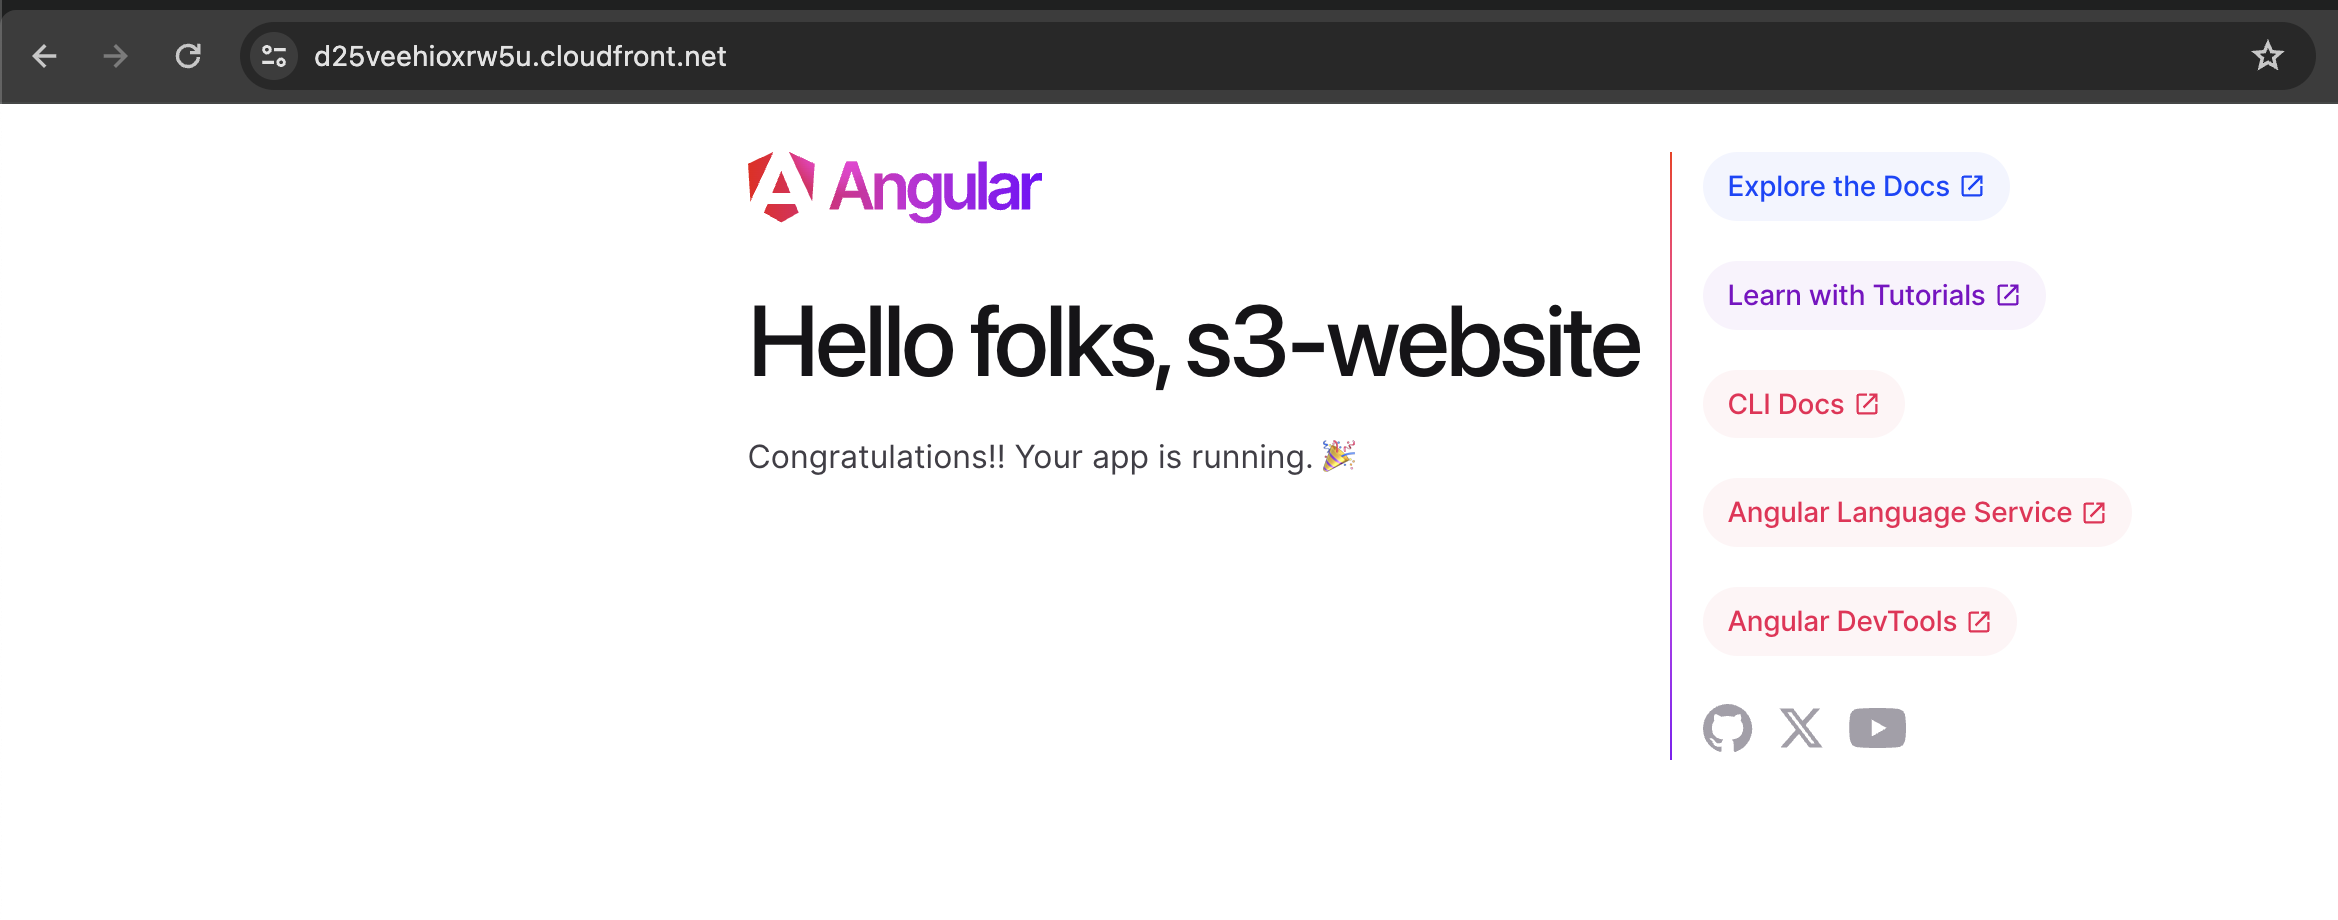 d25veehioxrw5u.cloudfront.net
Angular
Hello folks, s3-website
Congratulations!! Your app is running. 🎉
Explore the Docs
Learn with Tutorials
CLI Docs
Angular Language Service
Angular DevTools